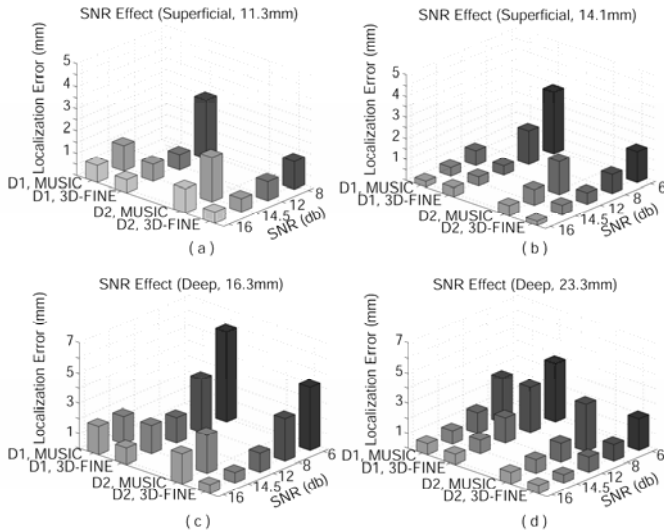 SNR Effect (Superficial, 11.3mm)
Localization Error (mm)
5
5
4
3
2
1
D1, MUSIC
D1, 3D-FINE
D2, MUSIC
D2, 3D-FINE
16
14.5
12
8
SNR (db)
( a )
SNR Effect (Superficial, 14.1mm)
Localization Error (mm)
5
4
3
2
1
D1, MUSIC
D1, 3D-FINE
D2, MUSIC
D2, 3D-FINE
16
14.5
12
8
6
SNR (db)
( b )
SNR Effect (Deep, 16.3mm)
Localization Error (mm)
7
5
3
1
D1, MUSIC
D1, 3D-FINE
D2, MUSIC
D2, 3D-FINE
16
14.5
12
8
6
SNR (db)
( c )
SNR Effect (Deep, 23.3mm)
Localization Error (mm)
7
5
3
1
D1, MUSIC
D1, 3D-FINE
D2, MUSIC
D2, 3D-FINE
16
14.5
12
8
6
SNR (db)
( d )